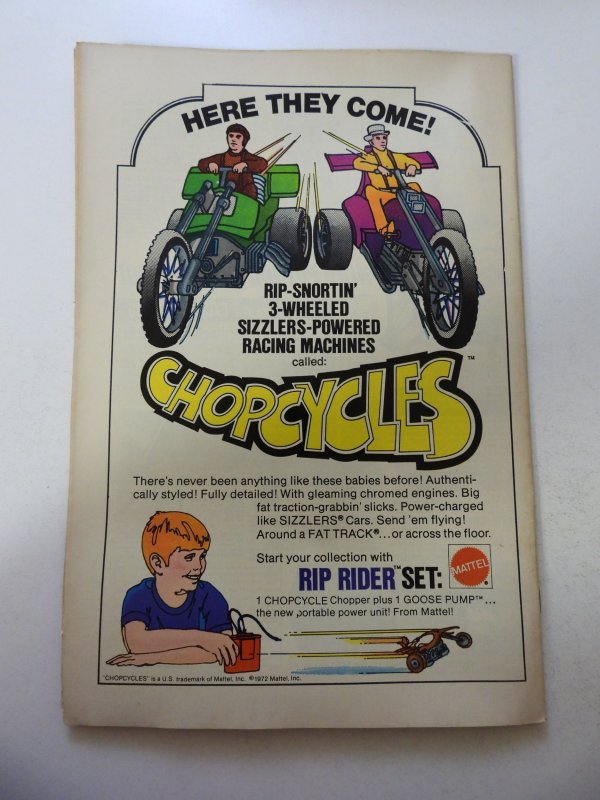 HERE THEY COME!
RIP-SNORTIN'
3-WHEELED
SIZZLERS-POWERED
RACING MACHINES
called:
CHOPCYCLES™
There's never been anything like these babies before! Authenti-
cally styled! Fully detailed! With gleaming chromed engines. Big
fat traction-grabbin' slicks. Power-charged
like SIZZLERS® Cars. Send 'em flying!
Around a FAT TRACK®...or across the floor.
Start your collection with
RIP RIDER™ SET:
MATTEL®
1 CHOPCYCLE Chopper plus 1 GOOSE PUMP™...
the new portable power unit! From Mattel!
"CHOPCYCLES" is a U.S. trademark of Mattel, Inc. ©1972 Mattel, Inc.